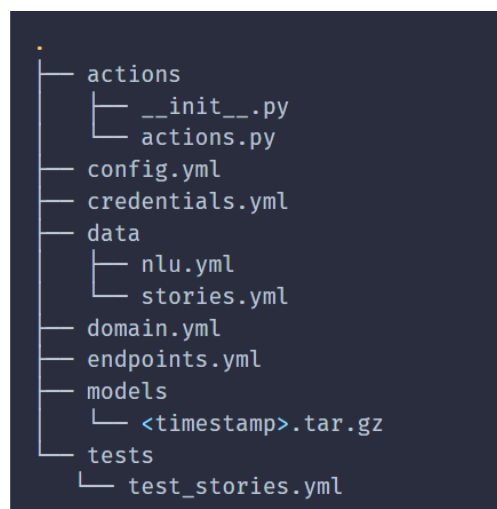 .
├── actions
│   ├── __init__.py
│   └── actions.py
├── config.yml
├── credentials.yml
├── data
│   ├── nlu.yml
│   └── stories.yml
├── domain.yml
├── endpoints.yml
├── models
│   └── <timestamp>.tar.gz
└── tests
   └── test_stories.yml